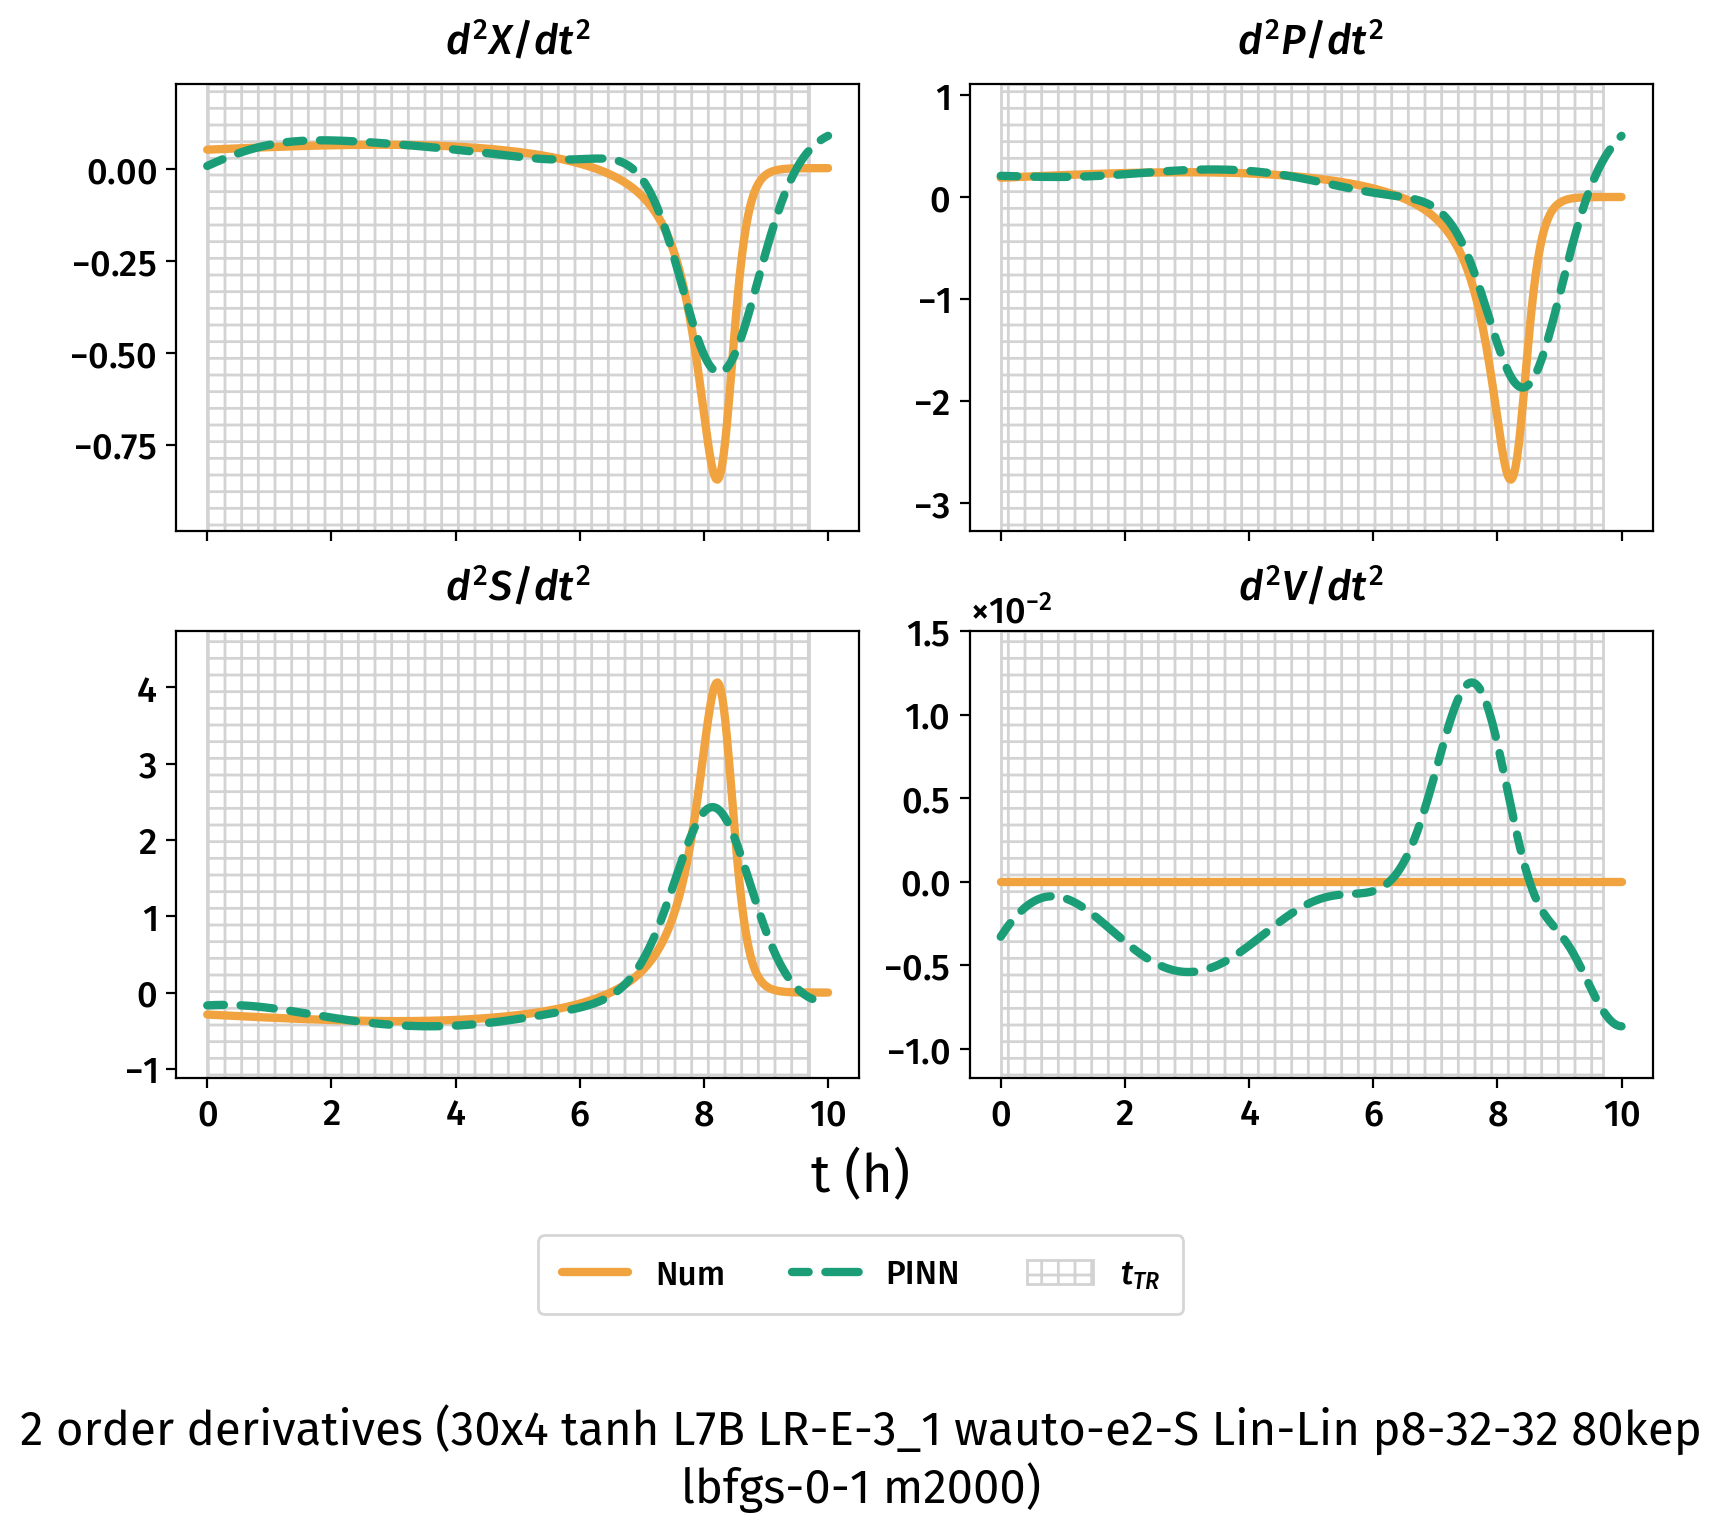 d²X/dt²
d²P/dt²
0.00
−0.25
−0.50
−0.75
1
0
−1
−2
−3
d²S/dt²
d²V/dt²
×10⁻²
4
3
2
1
0
−1
1.5
1.0
0.5
0.0
−0.5
−1.0
0 2 4 6 8 10
0 2 4 6 8 10
t (h)
Num PINN t_TR
2 order derivatives (30x4 tanh L7B LR-E-3_1 wauto-e2-S Lin-Lin p8-32-32 80kep
lbfgs-0-1 m2000)